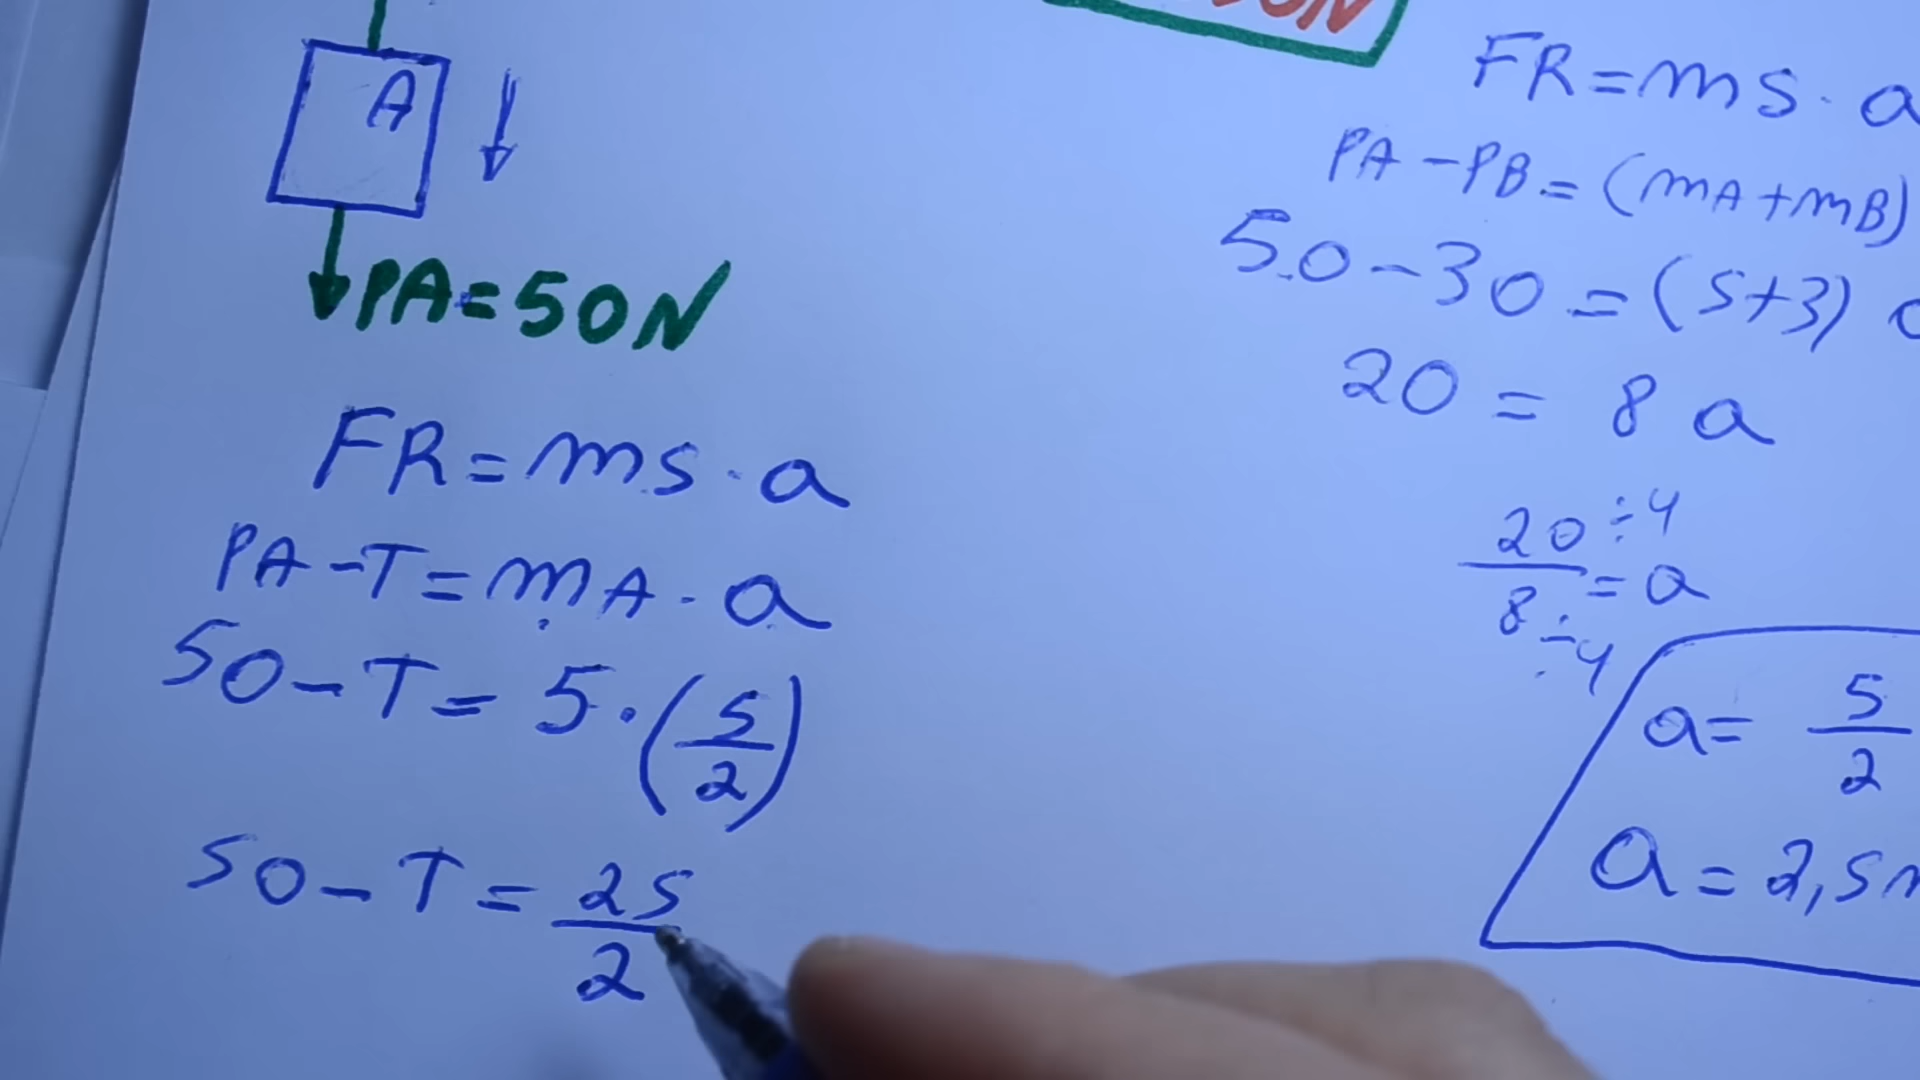 A
PA=50N
FR=ms.a
PA-T=mA.a
50-T=5.(5/2)
50-T=25/2
FR=ms.a
PA-PB=(mA+mB)
50-30=(5+3)
20=8a
20÷4/8÷4=a
a=5/2
a=2,5